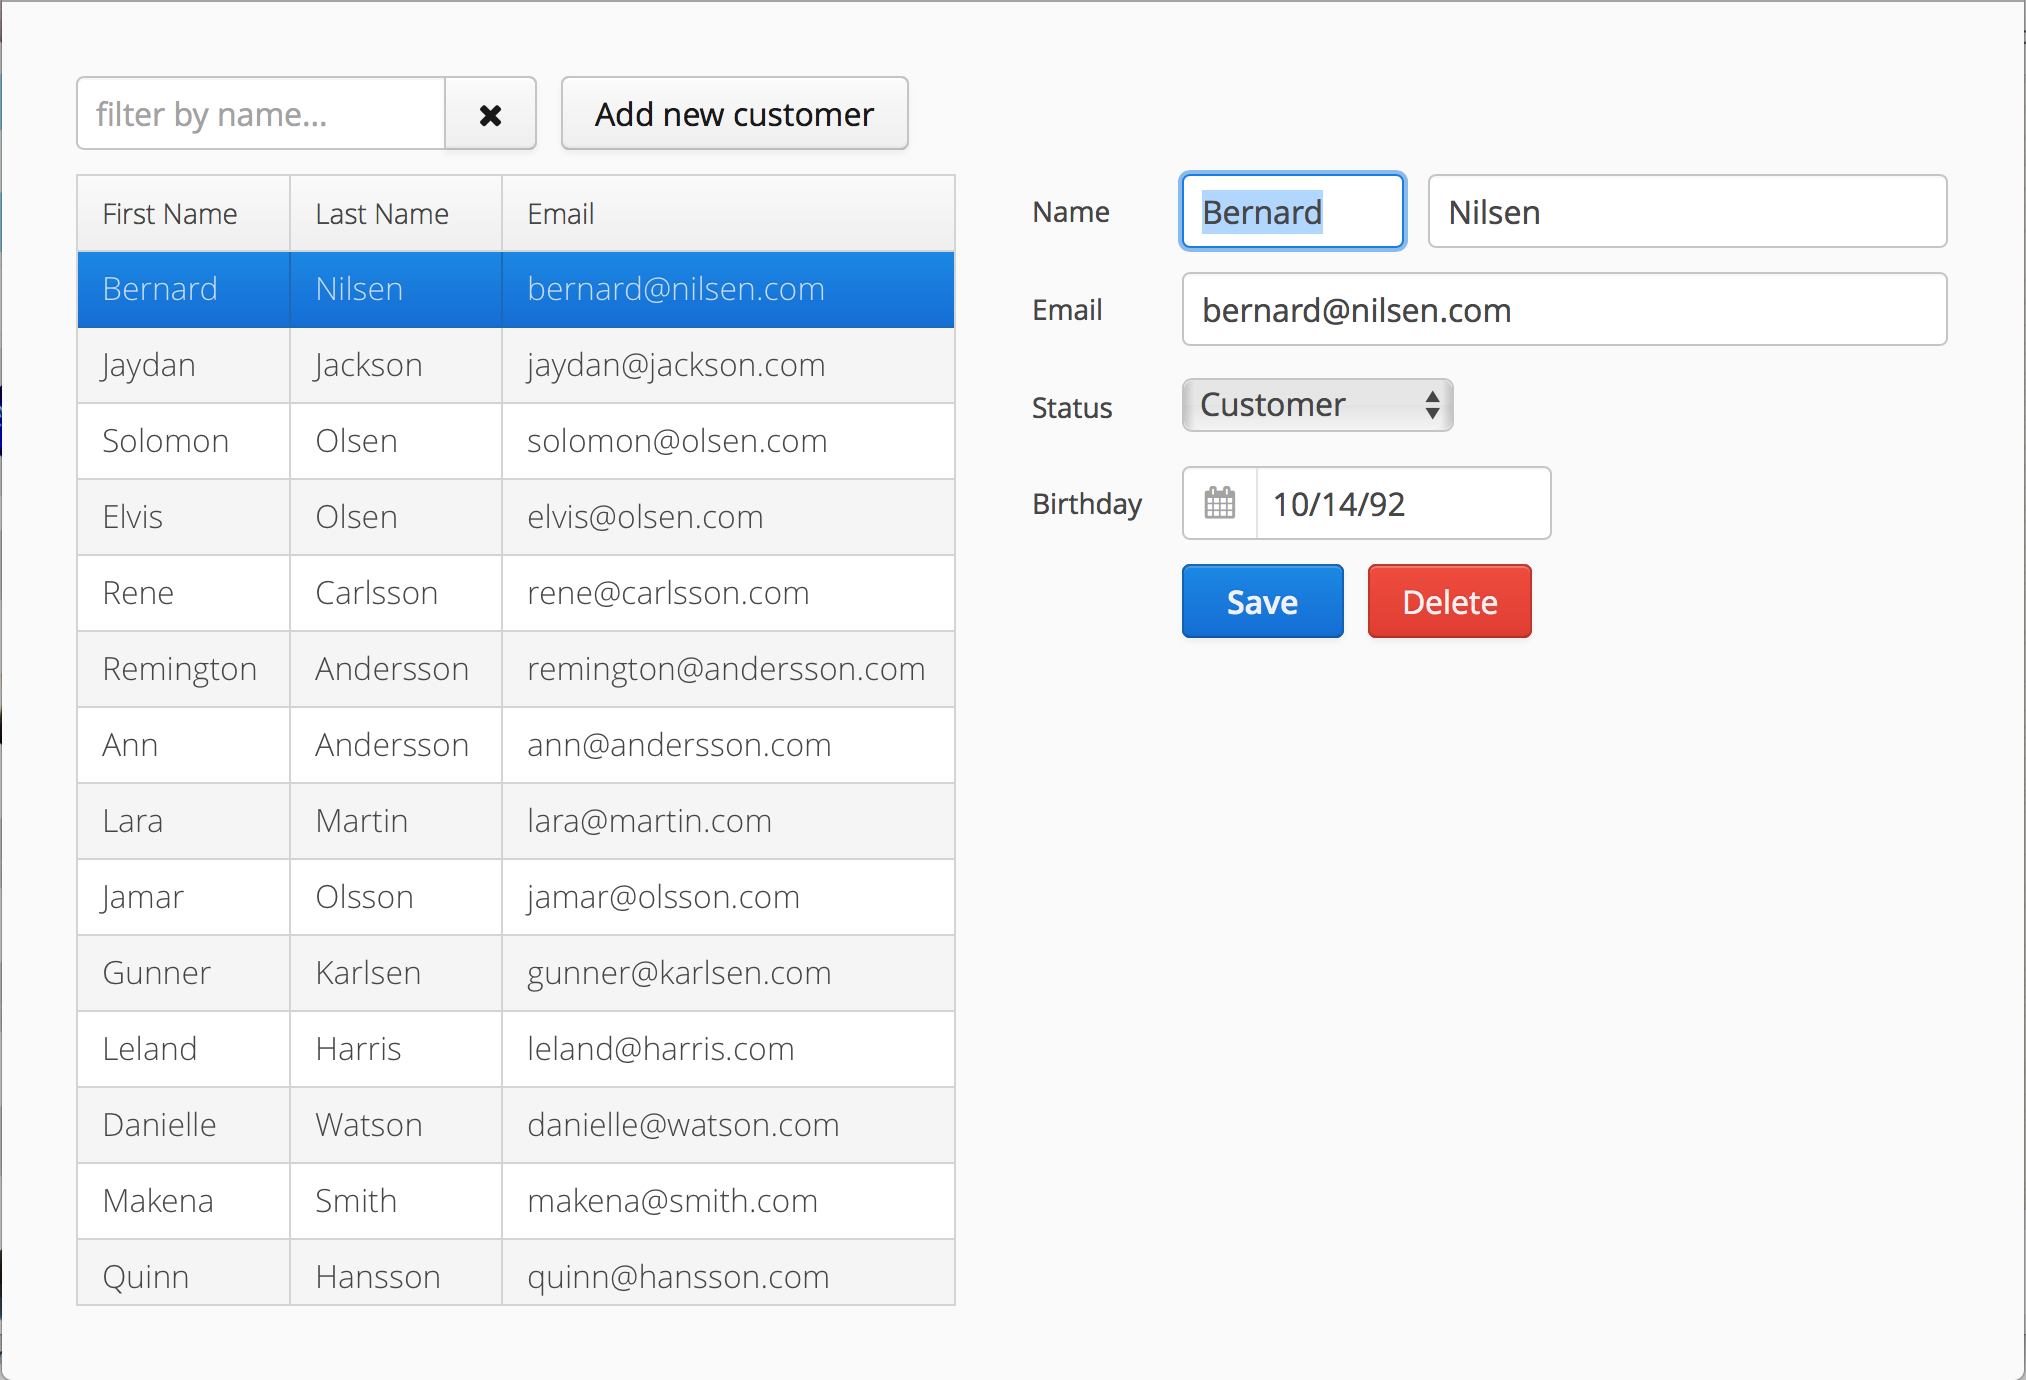 filter by name... Add new customer
First Name Last Name Email
Bernard Nilsen bernard@nilsen.com
Jaydan Jackson jaydan@jackson.com
Solomon Olsen solomon@olsen.com
Elvis Olsen elvis@olsen.com
Rene Carlsson rene@carlsson.com
Remington Andersson remington@andersson.com
Ann Andersson ann@andersson.com
Lara Martin lara@martin.com
Jamar Olsson jamar@olsson.com
Gunner Karlsen gunner@karlsen.com
Leland Harris leland@harris.com
Danielle Watson danielle@watson.com
Makena Smith makena@smith.com
Quinn Hansson quinn@hansson.com
Name Bernard Nilsen
Email bernard@nilsen.com
Status Customer
Birthday 10/14/92
Save Delete